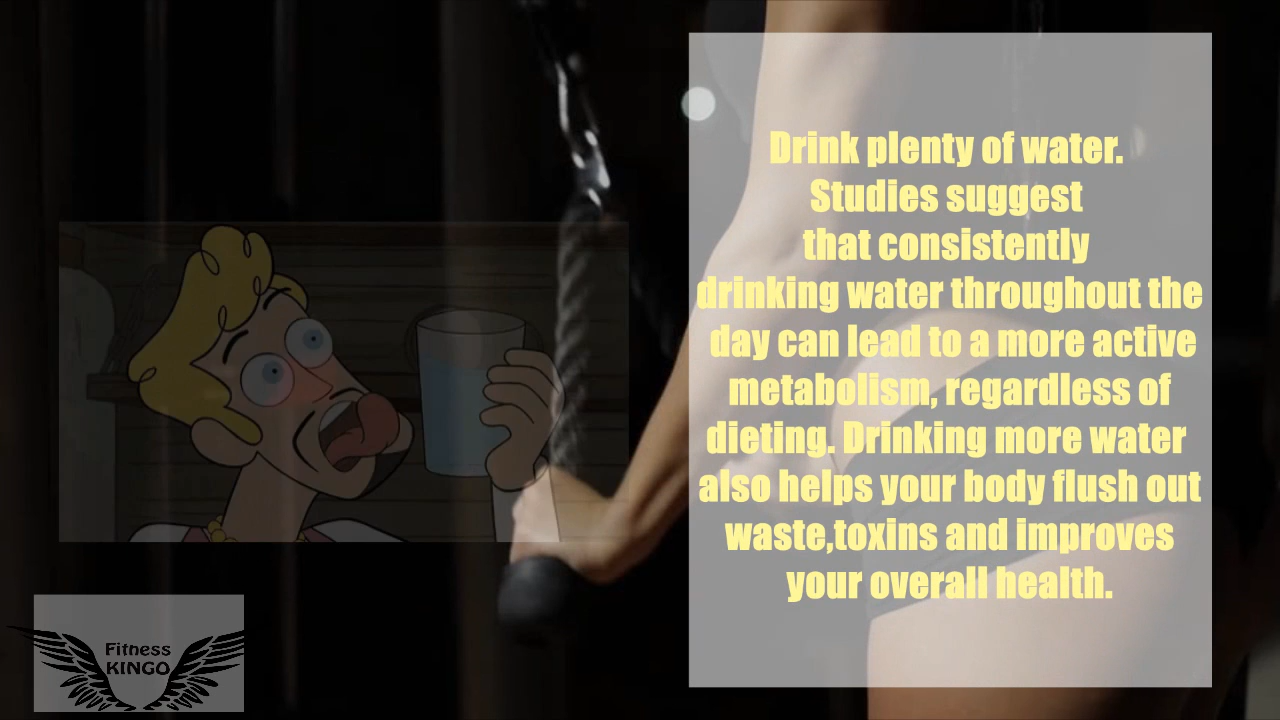 Drink plenty of water.
Studies suggest
that consistently
drinking water throughout the
day can lead to a more active
metabolism, regardless of
dieting. Drinking more water
also helps your body flush out
waste,toxins and improves
your overall health.
Fitness
KINGO